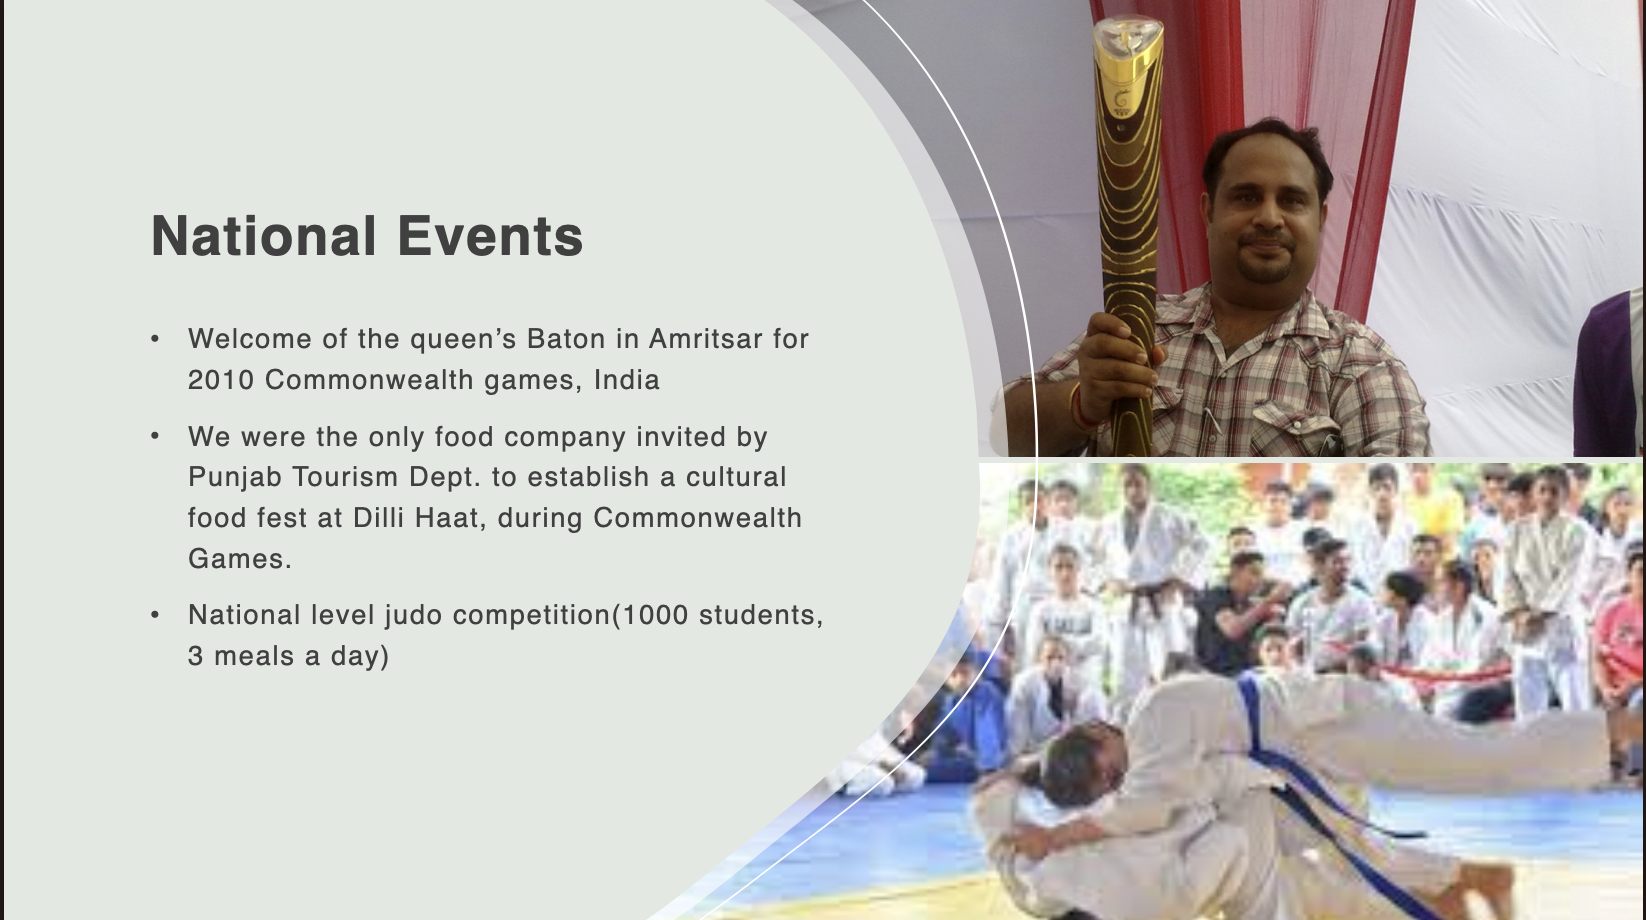 National Events
• Welcome of the queen’s Baton in Amritsar for
2010 Commonwealth games, India
• We were the only food company invited by
Punjab Tourism Dept. to establish a cultural
food fest at Dilli Haat, during Commonwealth
Games.
• National level judo competition(1000 students,
3 meals a day)